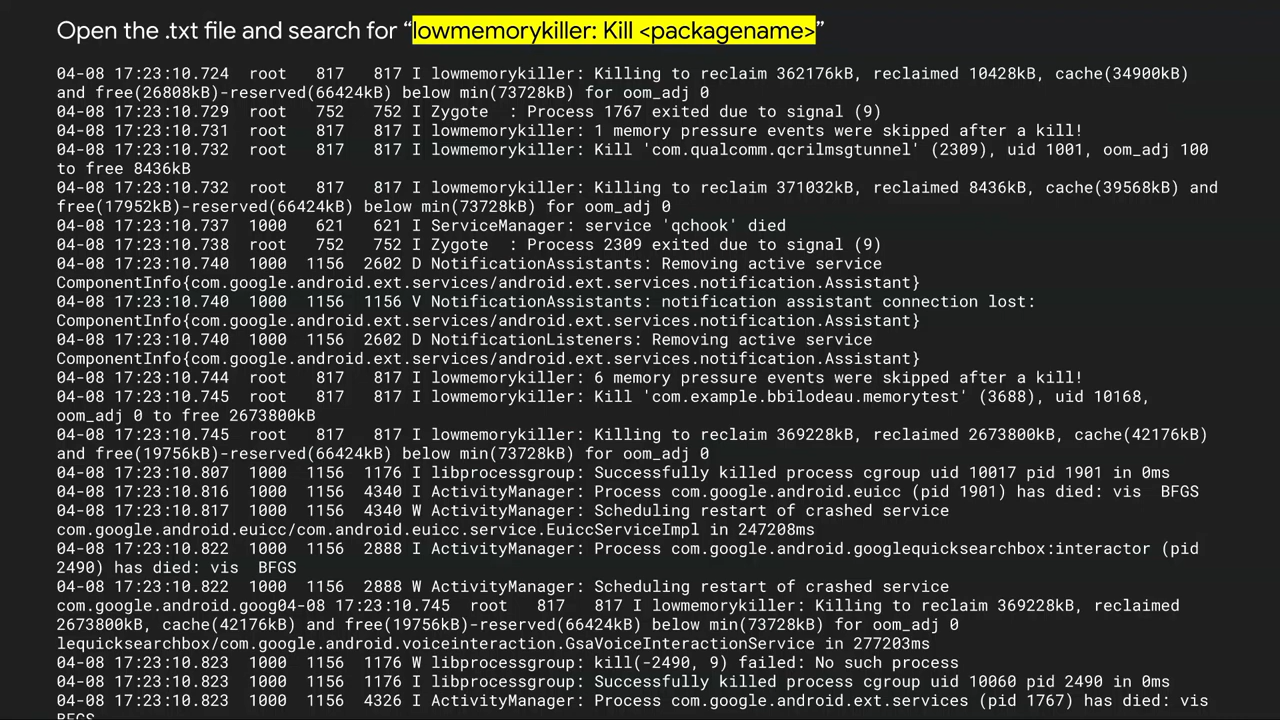 Open the .txt file and search for “lowmemorykiller: Kill <packagename>”
04-08 17:23:10.724  root   817   817 I lowmemorykiller: Killing to reclaim 362176kB, reclaimed 10428kB, cache(34900kB)
and free(26808kB)-reserved(66424kB) below min(73728kB) for oom_adj 0
04-08 17:23:10.729  root   752   752 I Zygote  : Process 1767 exited due to signal (9)
04-08 17:23:10.731  root   817   817 I lowmemorykiller: 1 memory pressure events were skipped after a kill!
04-08 17:23:10.732  root   817   817 I lowmemorykiller: Kill 'com.qualcomm.qcrilmsgtunnel' (2309), uid 1001, oom_adj 100
to free 8436kB
04-08 17:23:10.732  root   817   817 I lowmemorykiller: Killing to reclaim 371032kB, reclaimed 8436kB, cache(39568kB) and
free(17952kB)-reserved(66424kB) below min(73728kB) for oom_adj 0
04-08 17:23:10.737  1000   621   621 I ServiceManager: service 'qchook' died
04-08 17:23:10.738  root   752   752 I Zygote  : Process 2309 exited due to signal (9)
04-08 17:23:10.740  1000  1156  2602 D NotificationAssistants: Removing active service
ComponentInfo{com.google.android.ext.services/android.ext.services.notification.Assistant}
04-08 17:23:10.740  1000  1156  1156 V NotificationAssistants: notification assistant connection lost:
ComponentInfo{com.google.android.ext.services/android.ext.services.notification.Assistant}
04-08 17:23:10.740  1000  1156  2602 D NotificationListeners: Removing active service
ComponentInfo{com.google.android.ext.services/android.ext.services.notification.Assistant}
04-08 17:23:10.744  root   817   817 I lowmemorykiller: 6 memory pressure events were skipped after a kill!
04-08 17:23:10.745  root   817   817 I lowmemorykiller: Kill 'com.example.bbilodeau.memorytest' (3688), uid 10168,
oom_adj 0 to free 2673800kB
04-08 17:23:10.745  root   817   817 I lowmemorykiller: Killing to reclaim 369228kB, reclaimed 2673800kB, cache(42176kB)
and free(19756kB)-reserved(66424kB) below min(73728kB) for oom_adj 0
04-08 17:23:10.807  1000  1156  1176 I libprocessgroup: Successfully killed process cgroup uid 10017 pid 1901 in 0ms
04-08 17:23:10.816  1000  1156  4340 I ActivityManager: Process com.google.android.euicc (pid 1901) has died: vis  BFGS
04-08 17:23:10.817  1000  1156  4340 W ActivityManager: Scheduling restart of crashed service
com.google.android.euicc/com.android.euicc.service.EuiccServiceImpl in 247208ms
04-08 17:23:10.822  1000  1156  2888 I ActivityManager: Process com.google.android.googlequicksearchbox:interactor (pid
2490) has died: vis  BFGS
04-08 17:23:10.822  1000  1156  2888 W ActivityManager: Scheduling restart of crashed service
com.google.android.goog04-08 17:23:10.745  root   817   817 I lowmemorykiller: Killing to reclaim 369228kB, reclaimed
2673800kB, cache(42176kB) and free(19756kB)-reserved(66424kB) below min(73728kB) for oom_adj 0
lequicksearchbox/com.google.android.voiceinteraction.GsaVoiceInteractionService in 277203ms
04-08 17:23:10.823  1000  1156  1176 W libprocessgroup: kill(-2490, 9) failed: No such process
04-08 17:23:10.823  1000  1156  1176 I libprocessgroup: Successfully killed process cgroup uid 10060 pid 2490 in 0ms
04-08 17:23:10.823  1000  1156  4326 I ActivityManager: Process com.google.android.ext.services (pid 1767) has died: vis
BFGS